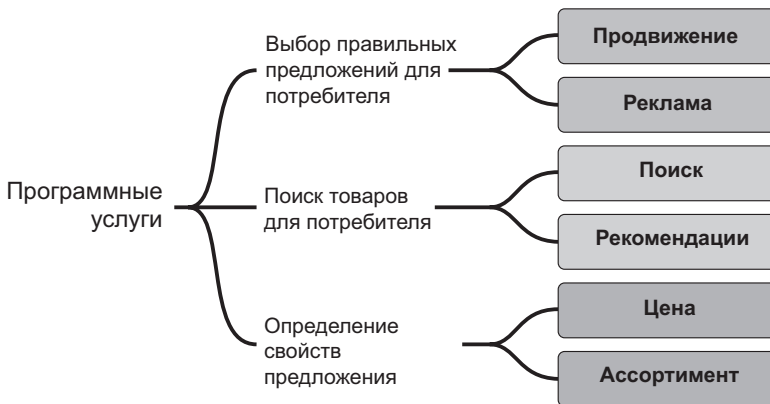 Программные
услуги
Выбор правильных
предложений для
потребителя
Продвижение
Реклама
Поиск товаров
для потребителя
Поиск
Рекомендации
Определение
свойств
предложения
Цена
Ассортимент